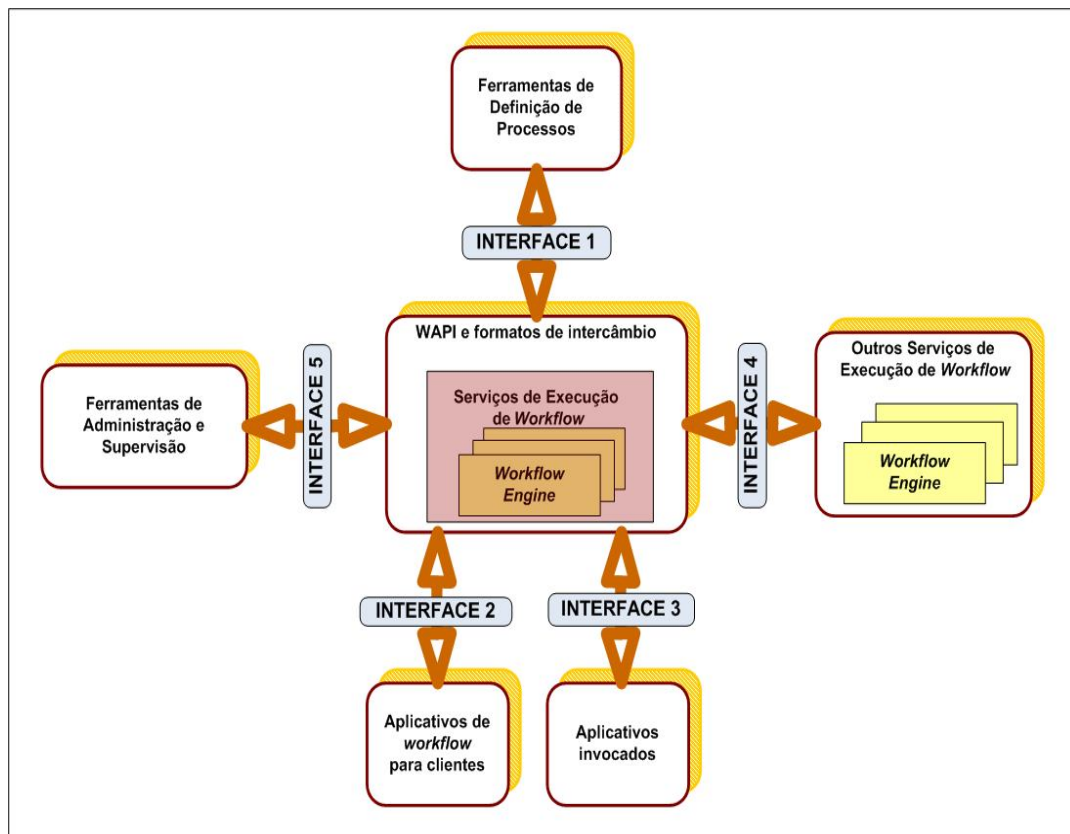 Ferramentas de
Definição de
Processos
INTERFACE 1
WAPI e formatos de intercâmbio
Serviços de Execução
de Workflow
Workflow
Engine
Ferramentas de
Administração e
Supervisão
INTERFACE 5
INTERFACE 4
Outros Serviços de
Execução de Workflow
Workflow
Engine
INTERFACE 2
INTERFACE 3
Aplicativos de
workflow
para clientes
Aplicativos
invocados